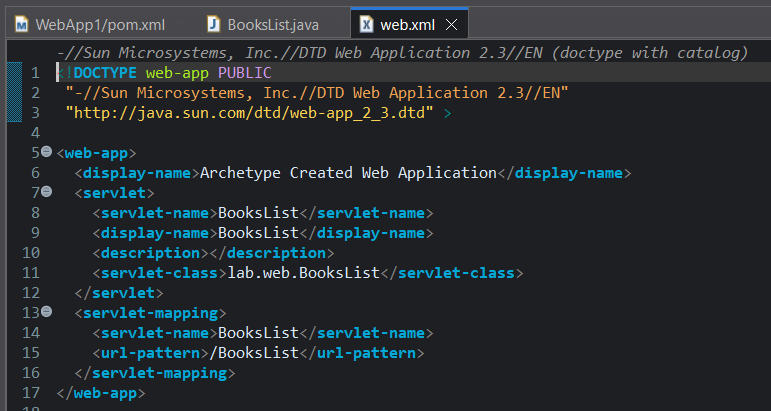 WebApp1/pom.xml BooksList.java web.xml
-//Sun Microsystems, Inc.//DTD Web Application 2.3//EN (doctype with catalog)
1 <!DOCTYPE web-app PUBLIC
2 "-//Sun Microsystems, Inc.//DTD Web Application 2.3//EN"
3 "http://java.sun.com/dtd/web-app_2_3.dtd" >
4
5 <web-app>
6 <display-name>Archetype Created Web Application</display-name>
7 <servlet>
8 <servlet-name>BooksList</servlet-name>
9 <display-name>BooksList</display-name>
10 <description></description>
11 <servlet-class>lab.web.BooksList</servlet-class>
12 </servlet>
13 <servlet-mapping>
14 <servlet-name>BooksList</servlet-name>
15 <url-pattern>/BooksList</url-pattern>
16 </servlet-mapping>
17 </web-app>